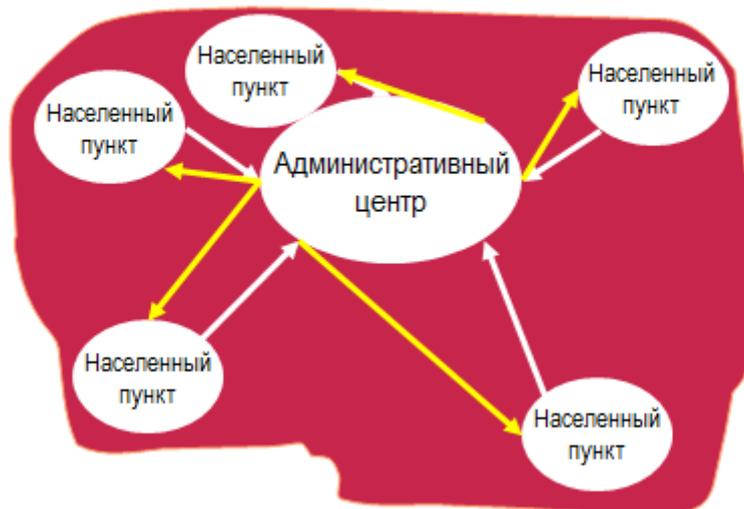 Населенный
пункт
Населенный
пункт
Населенный
пункт
Административный
центр
Населенный
пункт
Населенный
пункт